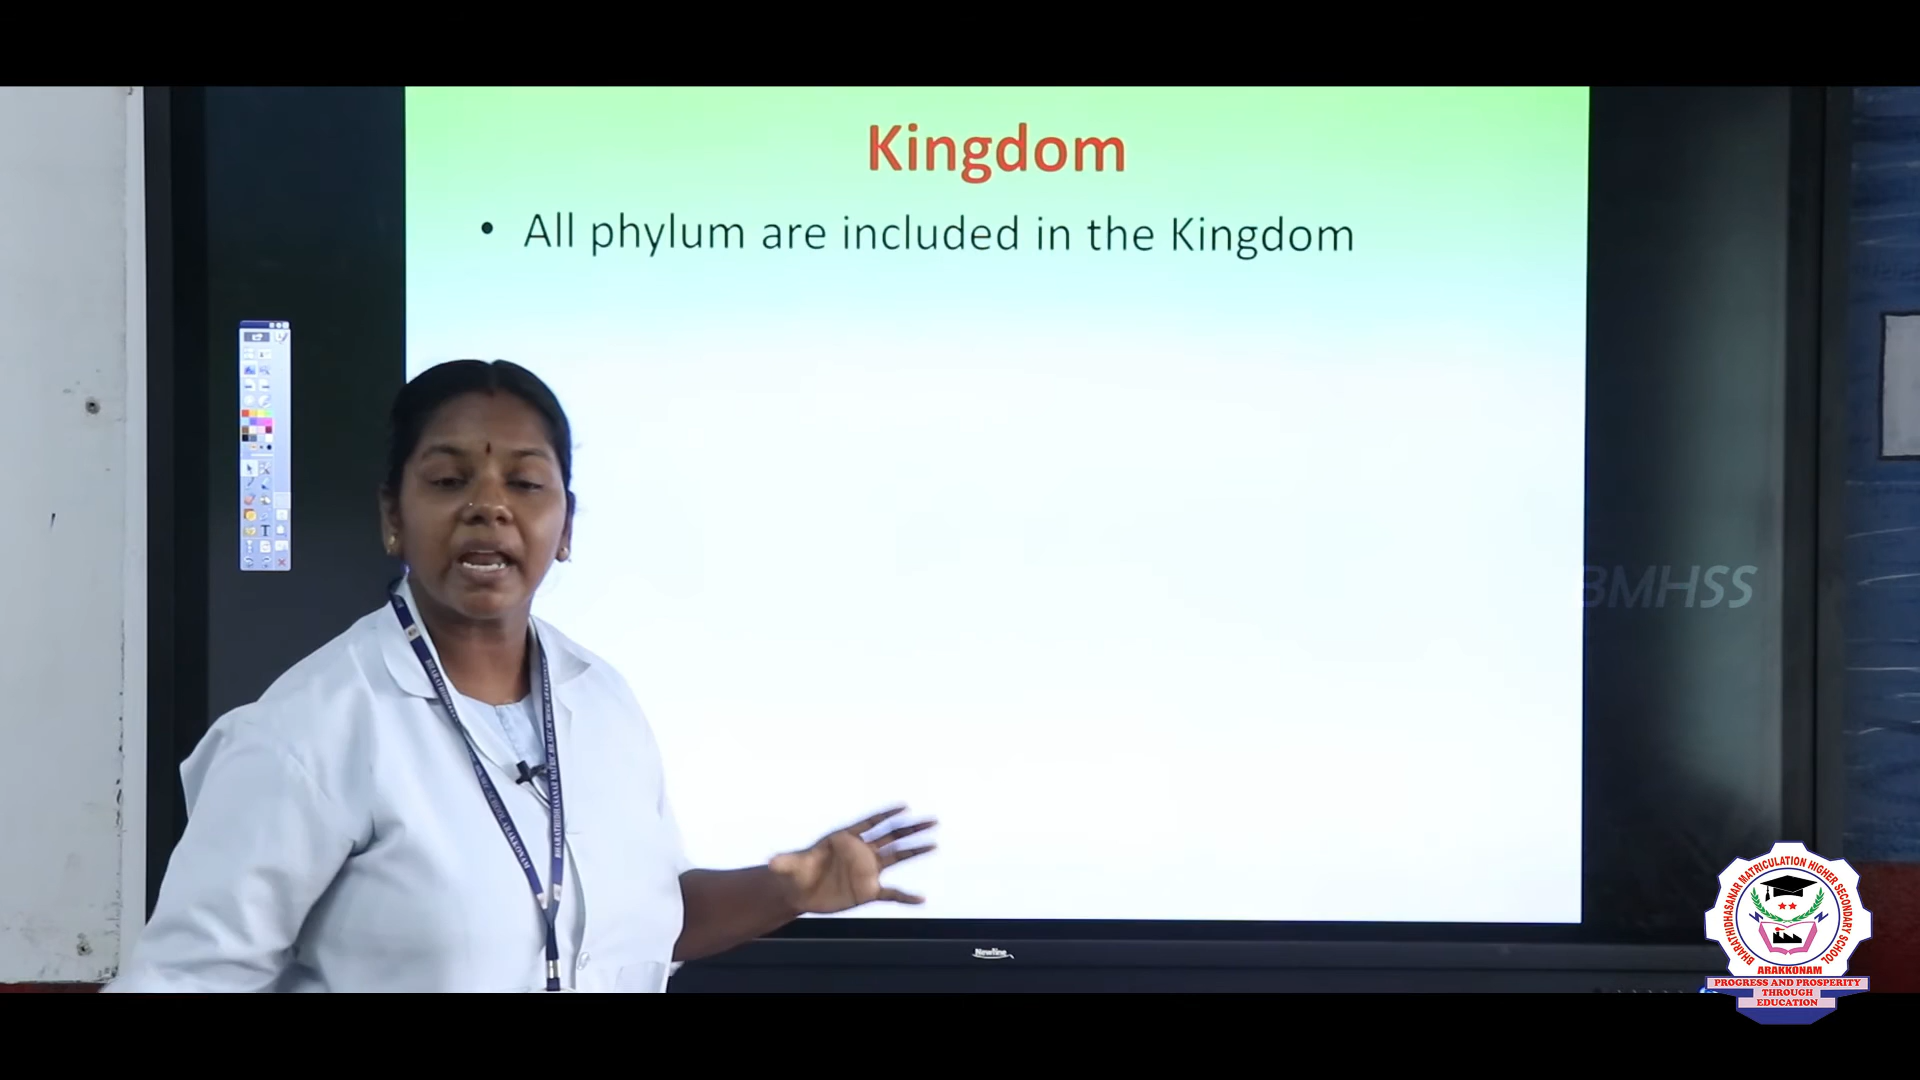 Kingdom
• All phylum are included in the Kingdom
BMHSS
T
Newline
BHARATHIDHASANAR MATRICULATION HIGHER SECONDARY SCHOOL
ARAKKONAM
PROGRESS AND PROSPERITY
THROUGH
EDUCATION